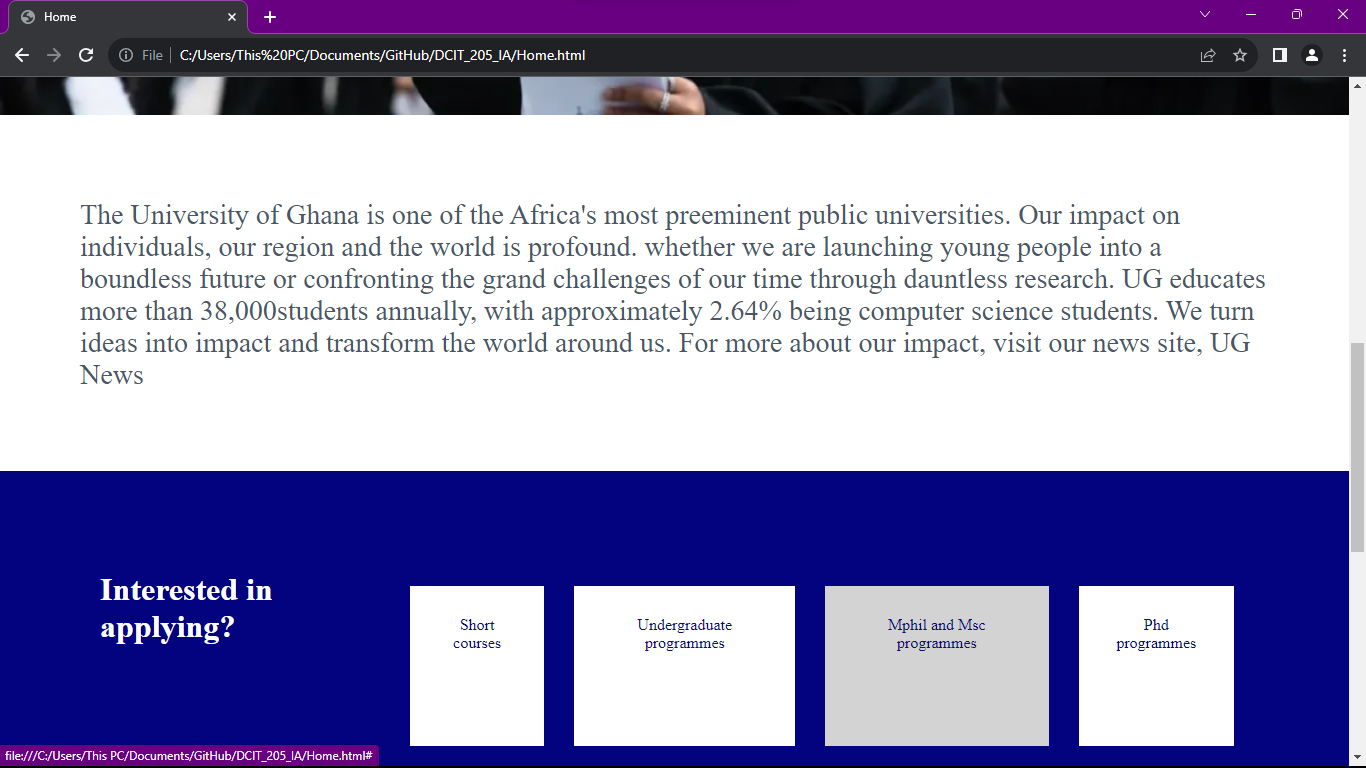 Home
File
C:/Users/This%20PC/Documents/GitHub/DCIT_205_IA/Home.html
The University of Ghana is one of the Africa's most preeminent public universities. Our impact on
individuals, our region and the world is profound. whether we are launching young people into a
boundless future or confronting the grand challenges of our time through dauntless research. UG educates
more than 38,000students annually, with approximately 2.64% being computer science students. We turn
ideas into impact and transform the world around us. For more about our impact, visit our news site, UG
News
Interested in
applying?
Short
courses
Undergraduate
programmes
Mphil and Msc
programmes
Phd
programmes
file:///C:/Users/This PC/Documents/GitHub/DCIT_205_IA/Home.html#